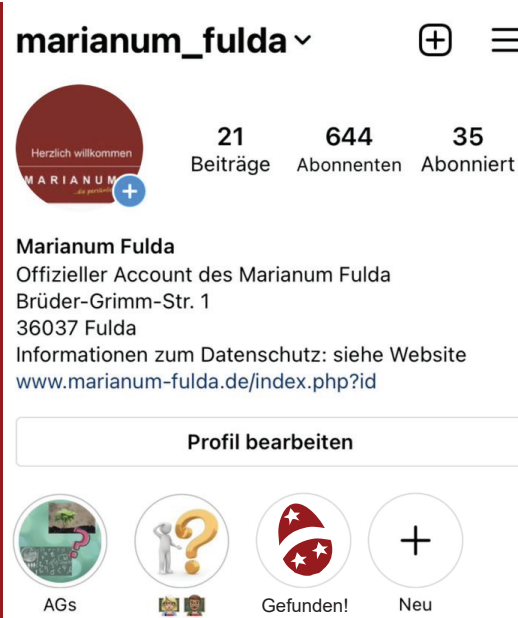 marianum_fulda
Herzlich willkommen
MARIANUM
21 644 35
Beiträge Abonnenten Abonniert
Marianum Fulda
Offizieller Account des Marianum Fulda
Brüder-Grimm-Str. 1
36037 Fulda
Informationen zum Datenschutz: siehe Website
www.marianum-fulda.de/index.php?id
Profil bearbeiten
AGs Gefunden! Neu